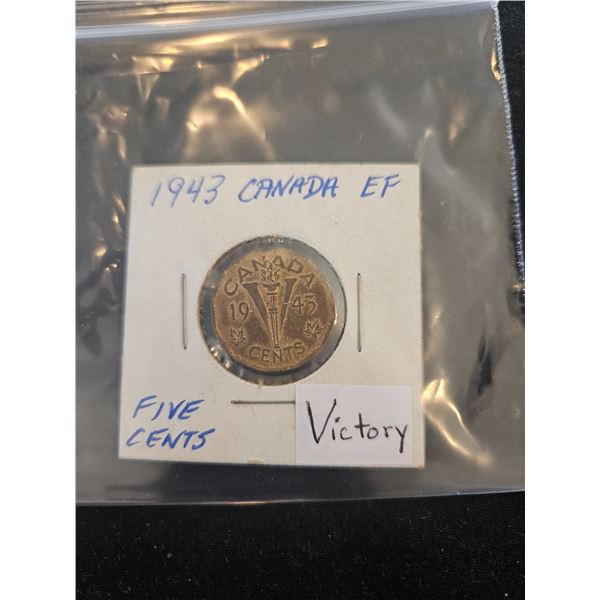 1943 CANADA EF
CANADA
19 43
CENTS
FIVE
CENTS
Victory